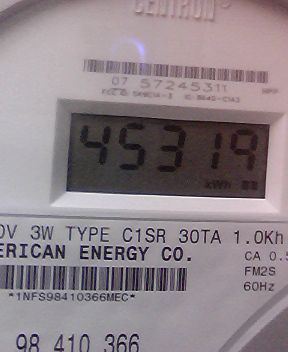 CENTRON
07 57245311
45319
kWh
0V 3W TYPE C1SR 30TA 1.0Kh
ERICAN ENERGY CO.
CA 0.5
FM2S
*1NFS98410366MEC*
60Hz
98 410 366